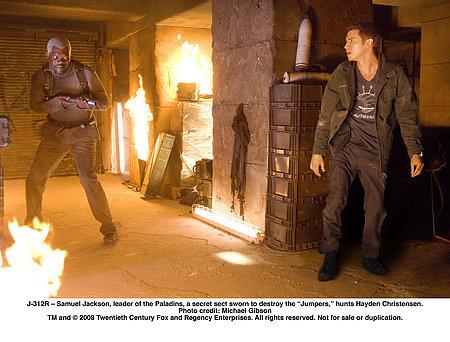 J-312R – Samuel Jackson, leader of the Paladins, a secret sect sworn to destroy the “Jumpers,” hunts Hayden Christensen.
Photo credit: Michael Gibson
TM and © 2008 Twentieth Century Fox and Regency Enterprises. All rights reserved. Not for sale or duplication.